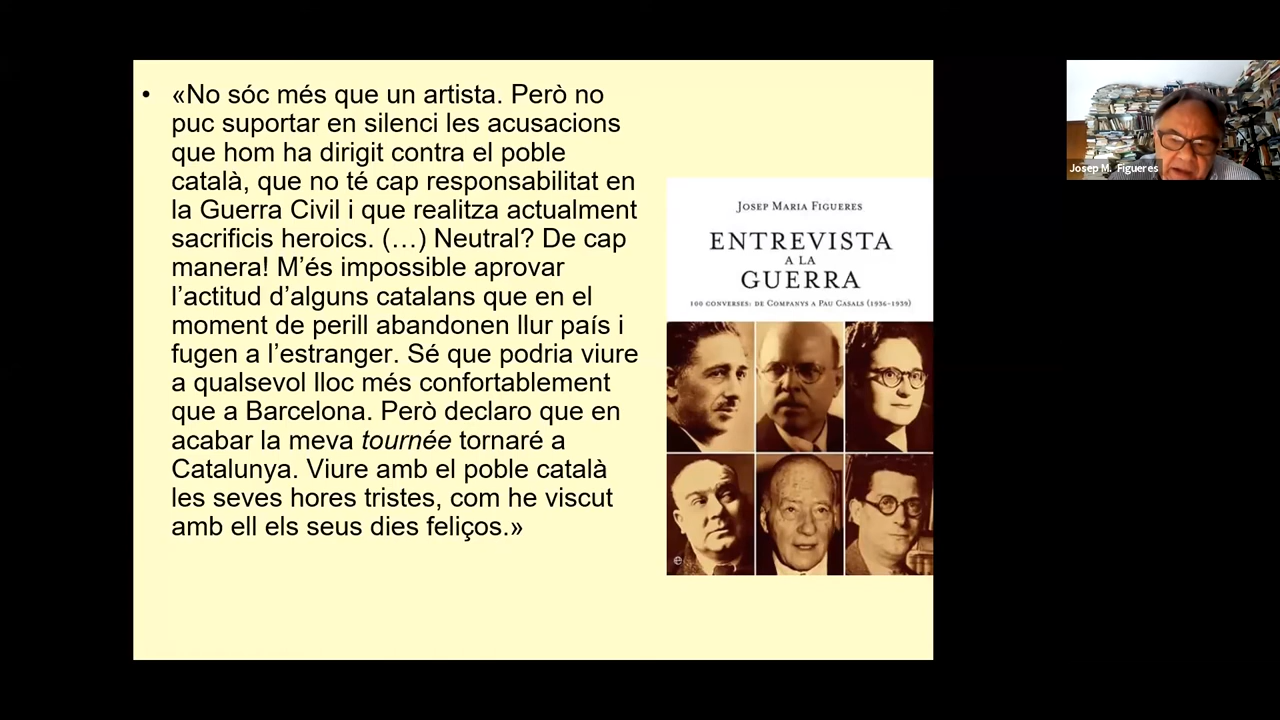 • «No sóc més que un artista. Però no
puc suportar en silenci les acusacions
que hom ha dirigit contra el poble
català, que no té cap responsabilitat en
la Guerra Civil i que realitza actualment
sacrificis heroics. (…) Neutral? De cap
manera! M’és impossible aprovar
l’actitud d’alguns catalans que en el
moment de perill abandonen llur país i
fugen a l’estranger. Sé que podria viure
a qualsevol lloc més confortablement
que a Barcelona. Però declaro que en
acabar la meva tournée tornaré a
Catalunya. Viure amb el poble català
les seves hores tristes, com he viscut
amb ell els seus dies feliços.»
Josep Maria Figueres
ENTREVISTA
A LA
GUERRA
100 converses: de Companys a Pau Casals (1936-1939)
Josep M. Figueres